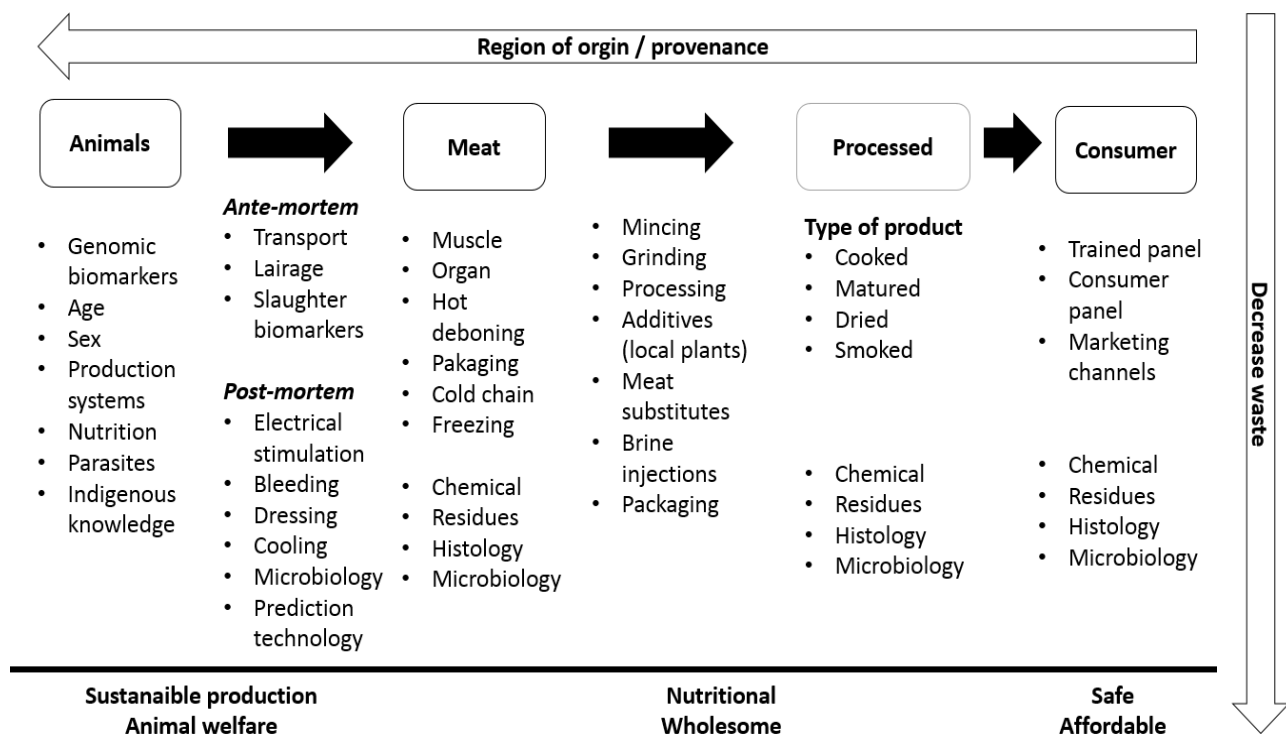 Region of orgin / provenance
Animals
Meat
Processed
Consumer
• Genomic
biomarkers
• Age
• Sex
• Production
systems
• Nutrition
• Parasites
• Indigenous
knowledge
Ante-mortem
• Transport
• Lairage
• Slaughter
biomarkers
Post-mortem
• Electrical
stimulation
• Bleeding
• Dressing
• Cooling
• Microbiology
• Prediction
technology
• Muscle
• Organ
• Hot
deboning
• Pakaging
• Cold chain
• Freezing
• Chemical
• Residues
• Histology
• Microbiology
• Mincing
• Grinding
• Processing
• Additives
(local plants)
• Meat
substitutes
• Brine
injections
• Packaging
Type of product
• Cooked
• Matured
• Dried
• Smoked
• Chemical
• Residues
• Histology
• Microbiology
• Trained panel
• Consumer
panel
• Marketing
channels
• Chemical
• Residues
• Histology
• Microbiology
Decrease waste
Sustanaible production
Animal welfare
Nutritional
Wholesome
Safe
Affordable